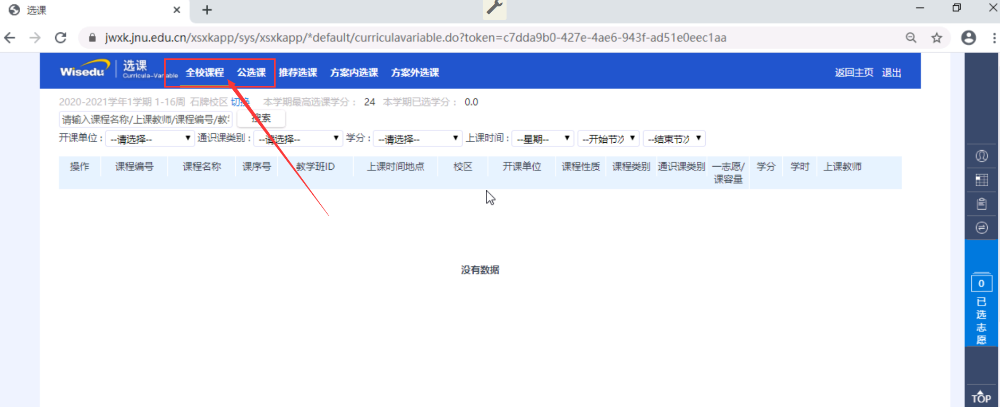 选课
jwxk.jnu.edu.cn/xsxkapp/sys/xsxkapp/*default/curriculavariable.do?token=c7dda9b0-427e-4ae6-943f-ad51e0eec1aa
Wisedu 选课 全校课程 公选课 推荐选课 方案内选课 方案外选课 返回主页 退出
Curricula-Variable
2020-2021学年1学期 1-16周 石牌校区 切换 本学期最高选课学分： 24 本学期已选学分： 0.0
请输入课程名称/上课教师/课程编号/教 搜索
开课单位： --请选择-- 通识课类别： --请选择-- 学分： --请选择-- 上课时间： --星期-- --开始节次 --结束节次
操作 课程编号 课程名称 课序号 教学班ID 上课时间地点 校区 开课单位 课程性质 课程类别 通识课类别 一志愿/ 学分 学时 上课教师
课容量
没有数据
0
已
选
志
愿
TOP